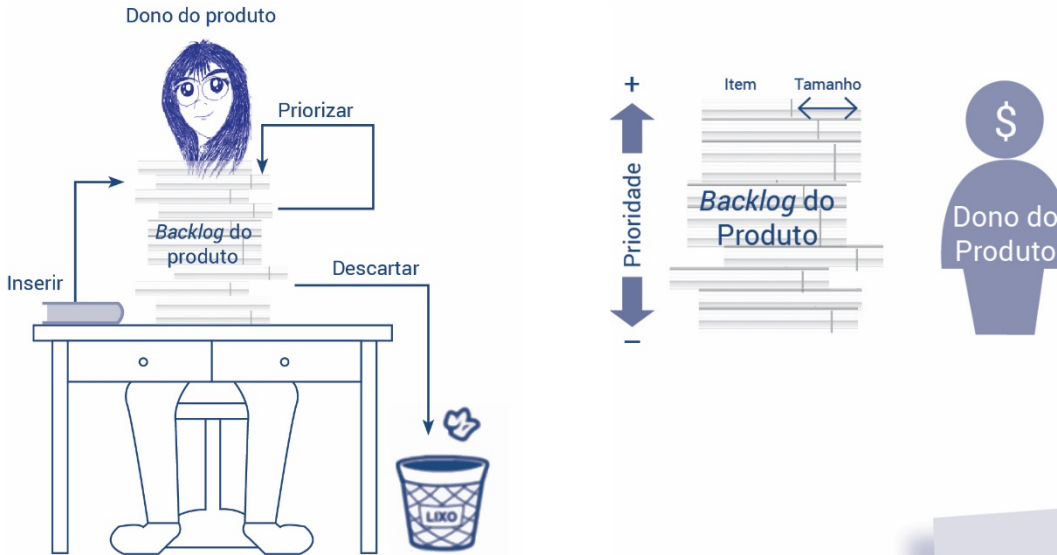 Dono do produto
Priorizar
Backlog do
produto
Inserir
Descartar
LIXO
+
Item
Tamanho
Prioridade
Backlog do
Produto
–
$
Dono do
Produto